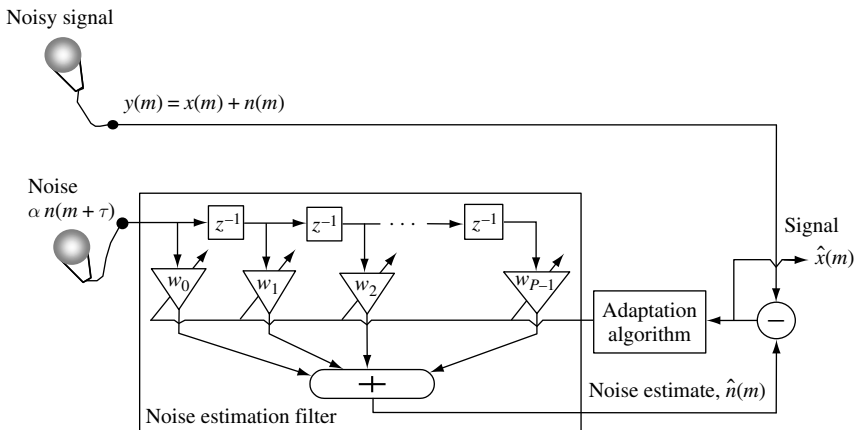 Noisy signal
y(m) = x(m) + n(m)
Noise
α n(m + τ)
z⁻¹
z⁻¹
. . .
z⁻¹
Signal
x̂(m)
w₀
w₁
w₂
w_{P–1}
Adaptation
algorithm
–
+
Noise estimate, n̂(m)
Noise estimation filter